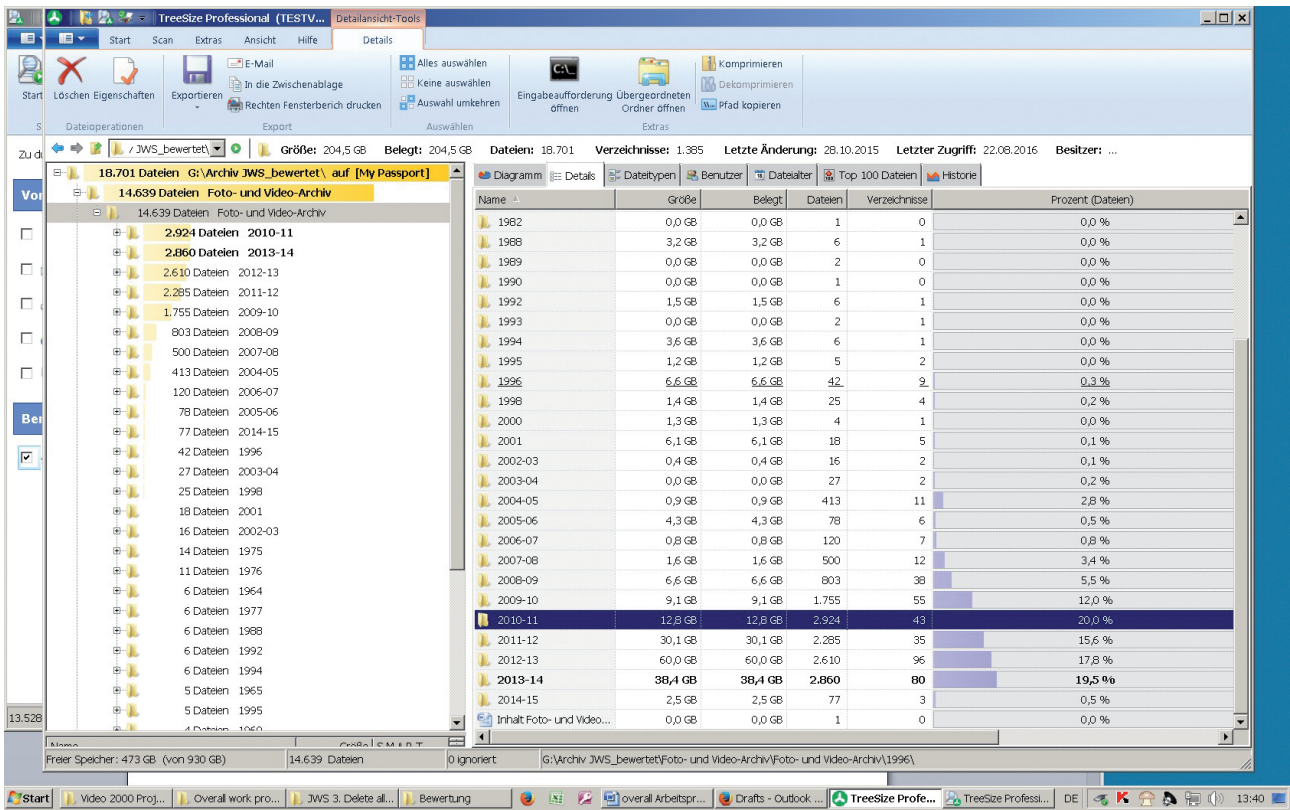 TreeSize Professional (TESTV... Detailansicht-Tools
Start Scan Extras Ansicht Hilfe Details
E-Mail
In die Zwischenablage
Rechten Fensterberich drucken
Start
Löschen Eigenschaften
Exportieren
Alles auswählen
Keine auswählen
Auswahl umkehren
C:\_
Eingabeaufforderung öffnen
Übergeordneten Ordner öffnen
Komprimieren
Dekomprimieren
Pfad kopieren
Dateioperationen Export Auswählen Extras
/ JWS_bewertet\ Größe: 204,5 GB Belegt: 204,5 GB Dateien: 18.701 Verzeichnisse: 1.385 Letzte Änderung: 28.10.2015 Letzter Zugriff: 22.08.2016 Besitzer: ...
18.701 Dateien G:\Archiv JWS_bewertet\ auf [My Passport]
14.639 Dateien Foto- und Video-Archiv
14.639 Dateien Foto- und Video-Archiv
2.924 Dateien 2010-11
2.860 Dateien 2013-14
2.610 Dateien 2012-13
2.285 Dateien 2011-12
1.755 Dateien 2009-10
803 Dateien 2008-09
500 Dateien 2007-08
413 Dateien 2004-05
120 Dateien 2006-07
78 Dateien 2005-06
77 Dateien 2014-15
42 Dateien 1996
27 Dateien 2003-04
25 Dateien 1998
18 Dateien 2001
16 Dateien 2002-03
14 Dateien 1975
11 Dateien 1976
6 Dateien 1964
6 Dateien 1977
6 Dateien 1988
6 Dateien 1992
6 Dateien 1994
5 Dateien 1965
5 Dateien 1995
Diagramm Details Dateitypen Benutzer Dateialter Top 100 Dateien Historie
Name Größe Belegt Dateien Verzeichnisse Prozent (Dateien)
1982 0,0 GB 0,0 GB 1 0 0,0 %
1988 3,2 GB 3,2 GB 6 1 0,0 %
1989 0,0 GB 0,0 GB 2 0 0,0 %
1990 0,0 GB 0,0 GB 1 0 0,0 %
1992 1,5 GB 1,5 GB 6 1 0,0 %
1993 0,0 GB 0,0 GB 2 1 0,0 %
1994 3,6 GB 3,6 GB 6 1 0,0 %
1995 1,2 GB 1,2 GB 5 2 0,0 %
1996 6,6 GB 6,6 GB 42 9 0,3 %
1998 1,4 GB 1,4 GB 25 4 0,2 %
2000 1,3 GB 1,3 GB 4 1 0,0 %
2001 6,1 GB 6,1 GB 18 5 0,1 %
2002-03 0,4 GB 0,4 GB 16 2 0,1 %
2003-04 0,0 GB 0,0 GB 27 2 0,2 %
2004-05 0,9 GB 0,9 GB 413 11 2,8 %
2005-06 4,3 GB 4,3 GB 78 6 0,5 %
2006-07 0,8 GB 0,8 GB 120 7 0,8 %
2007-08 1,6 GB 1,6 GB 500 12 3,4 %
2008-09 6,6 GB 6,6 GB 803 38 5,5 %
2009-10 9,1 GB 9,1 GB 1.755 55 12,0 %
2010-11 12,8 GB 12,8 GB 2.924 43 20,0 %
2011-12 30,1 GB 30,1 GB 2.285 35 15,6 %
2012-13 60,0 GB 60,0 GB 2.610 96 17,8 %
2013-14 38,4 GB 38,4 GB 2.860 80 19,5 %
2014-15 2,5 GB 2,5 GB 77 3 0,5 %
Inhalt Foto- und Video... 0,0 GB 0,0 GB 1 0 0,0 %
13.528
Freier Speicher: 473 GB (von 930 GB) 14.639 Dateien 0 ignoriert G:\Archiv JWS_bewertet\Foto- und Video-Archiv\Foto- und Video-Archiv\1996\
Start Video 2000 Proj... Overall work pro... JWS 3. Delete all... Bewertung overall Arbeitspr... Drafts - Outlook ... TreeSize Profe... TreeSize Professi... DE 13:40